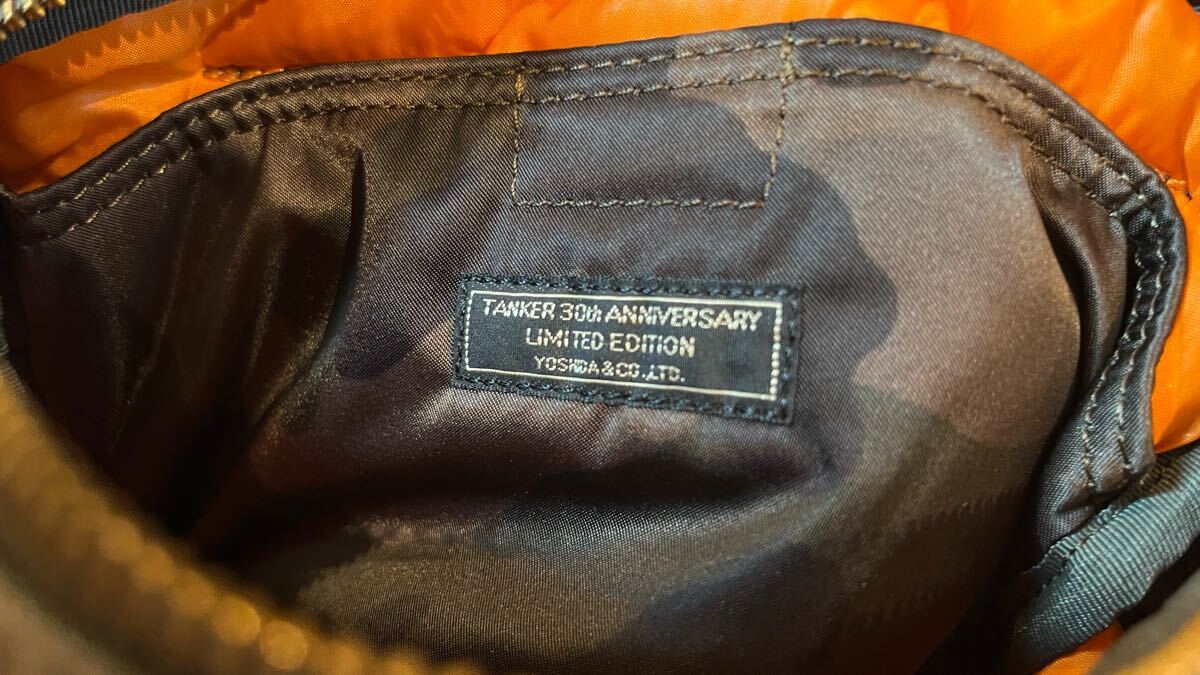 TANKER 30th ANNIVERSARY
LIMITED EDITION
YOSHIDA & CO.,LTD.